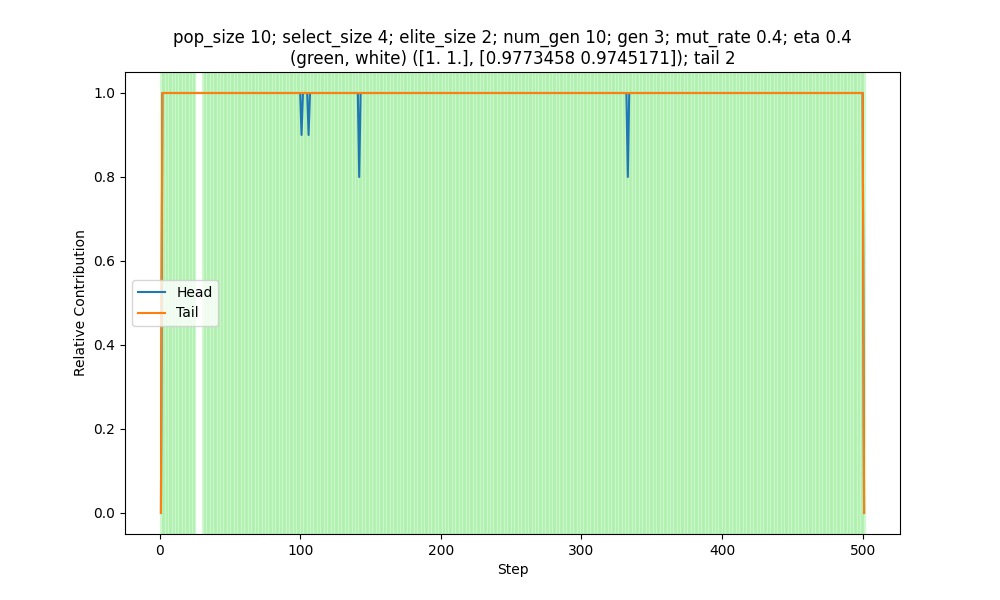 pop_size 10; select_size 4; elite_size 2; num_gen 10; gen 3; mut_rate 0.4; eta 0.4
(green, white) ([1. 1.], [0.9773458 0.9745171]); tail 2
1.0
0.8
0.6
0.4
0.2
0.0
Relative Contribution
Head
Tail
0
100
200
300
400
500
Step